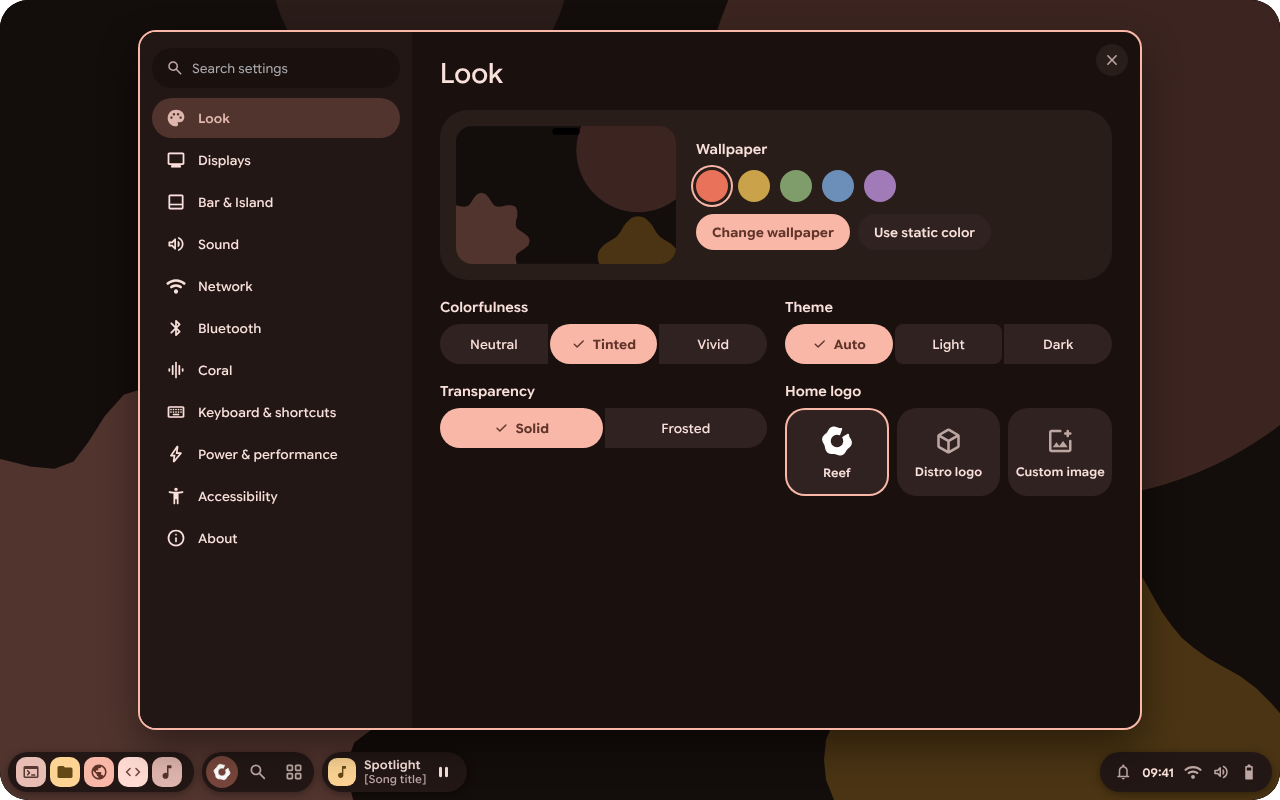 Search settings
Look
Displays
Bar & Island
Sound
Network
Bluetooth
Coral
Keyboard & shortcuts
Power & performance
Accessibility
About
Look
Wallpaper
Change wallpaper
Use static color
Colorfulness
Neutral
Tinted
Vivid
Theme
Auto
Light
Dark
Transparency
Solid
Frosted
Home logo
Reef
Distro logo
Custom image
Spotlight
[Song title]
09:41